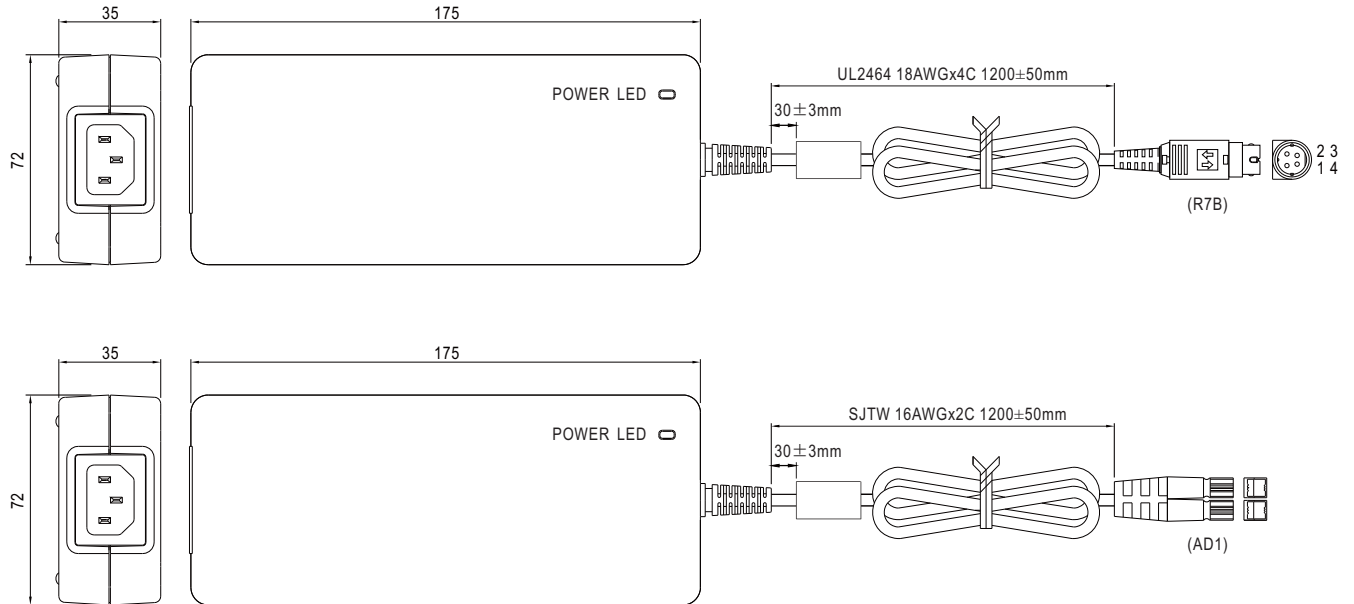 35
175
UL2464 18AWGx4C 1200±50mm
POWER LED
30±3mm
72
2 3
1 4
(R7B)
35
175
SJTW 16AWGx2C 1200±50mm
POWER LED
30±3mm
72
(AD1)